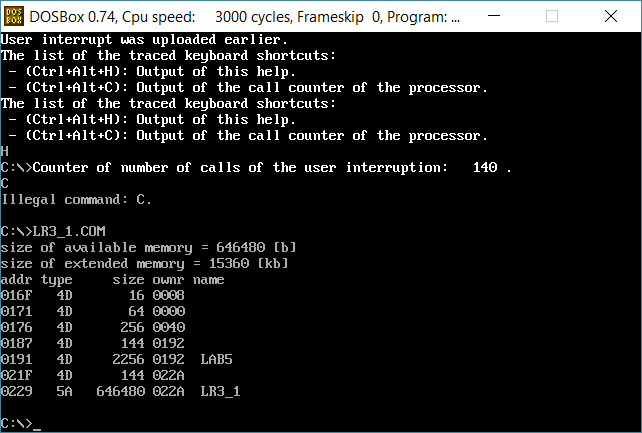 DOS BOX DOSBox 0.74, Cpu speed: 3000 cycles, Frameskip 0, Program: ...
User interrupt was uploaded earlier.
The list of the traced keyboard shortcuts:
 - (Ctrl+Alt+H): Output of this help.
 - (Ctrl+Alt+C): Output of the call counter of the processor.
The list of the traced keyboard shortcuts:
 - (Ctrl+Alt+H): Output of this help.
 - (Ctrl+Alt+C): Output of the call counter of the processor.
H
C:\>Counter of number of calls of the user interruption:   140 .
C
Illegal command: C.
C:\>LR3_1.COM
size of available memory = 646480 [b]
size of extended memory = 15360 [kb]
addr type     size ownr name
016F   4D       16 0008
0171   4D       64 0000
0176   4D      256 0040
0187   4D      144 0192
0191   4D     2256 0192  LAB5
021F   4D      144 022A
0229   5A   646480 022A  LR3_1
C:\>_